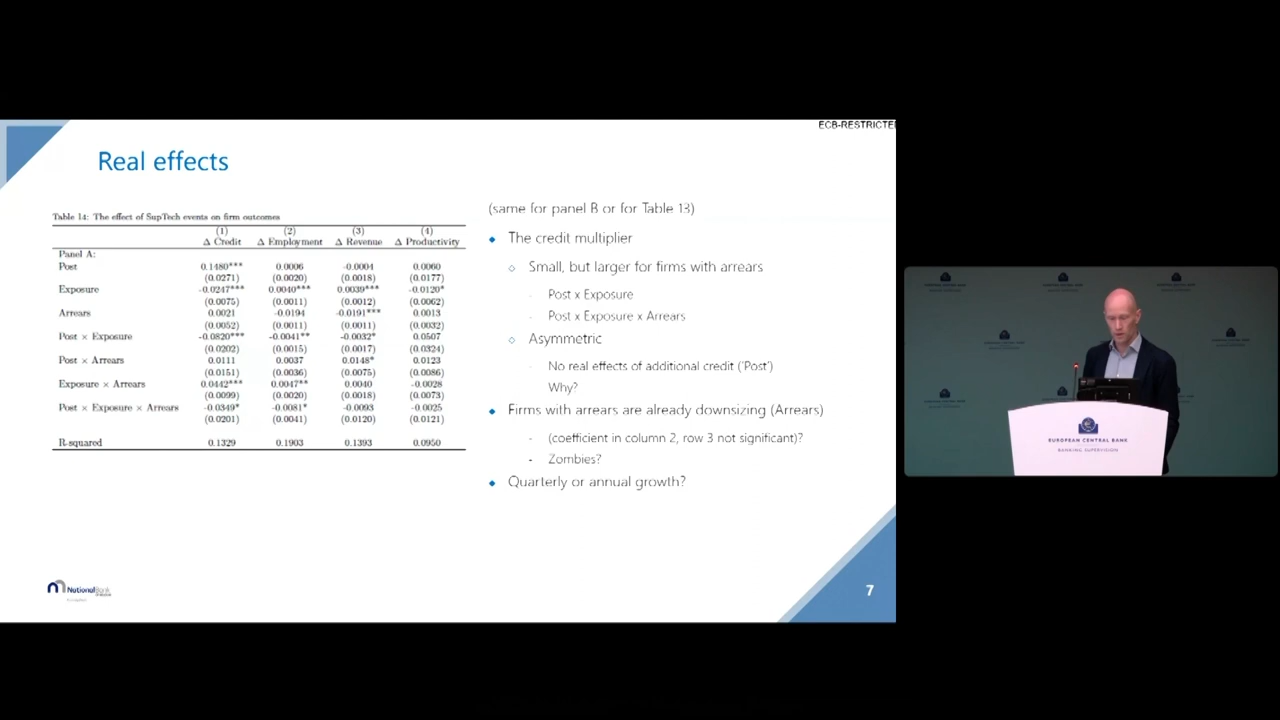 ECB-RESTRICTE
Real effects
Table 14: The effect of SupTech events on firm outcomes
(1) (2) (3) (4)
Δ Credit Δ Employment Δ Revenue Δ Productivity
Panel A:
Post 0.1480*** 0.0006 -0.0004 0.0060
(0.0271) (0.0020) (0.0018) (0.0177)
Exposure -0.0247*** 0.0040*** 0.0039*** -0.0120*
(0.0075) (0.0011) (0.0012) (0.0062)
Arrears 0.0021 -0.0194 -0.0191*** 0.0013
(0.0052) (0.0011) (0.0011) (0.0032)
Post × Exposure -0.0820*** -0.0041** -0.0032* 0.0507
(0.0202) (0.0015) (0.0017) (0.0324)
Post × Arrears 0.0111 0.0037 0.0148* 0.0123
(0.0151) (0.0036) (0.0075) (0.0086)
Exposure × Arrears 0.0442*** 0.0047** 0.0040 -0.0028
(0.0099) (0.0020) (0.0018) (0.0073)
Post × Exposure × Arrears -0.0349* -0.0081* -0.0093 -0.0025
(0.0201) (0.0041) (0.0120) (0.0121)
R-squared 0.1329 0.1903 0.1393 0.0950
(same for panel B or for Table 13)
The credit multiplier
Small, but larger for firms with arrears
Post x Exposure
Post x Exposure x Arrears
Asymmetric
No real effects of additional credit ('Post')
Why?
Firms with arrears are already downsizing (Arrears)
- (coefficient in column 2, row 3 not significant)?
- Zombies?
Quarterly or annual growth?
NationalBank
7
EUROPEAN CENTRAL BANK
BANKING SUPERVISION